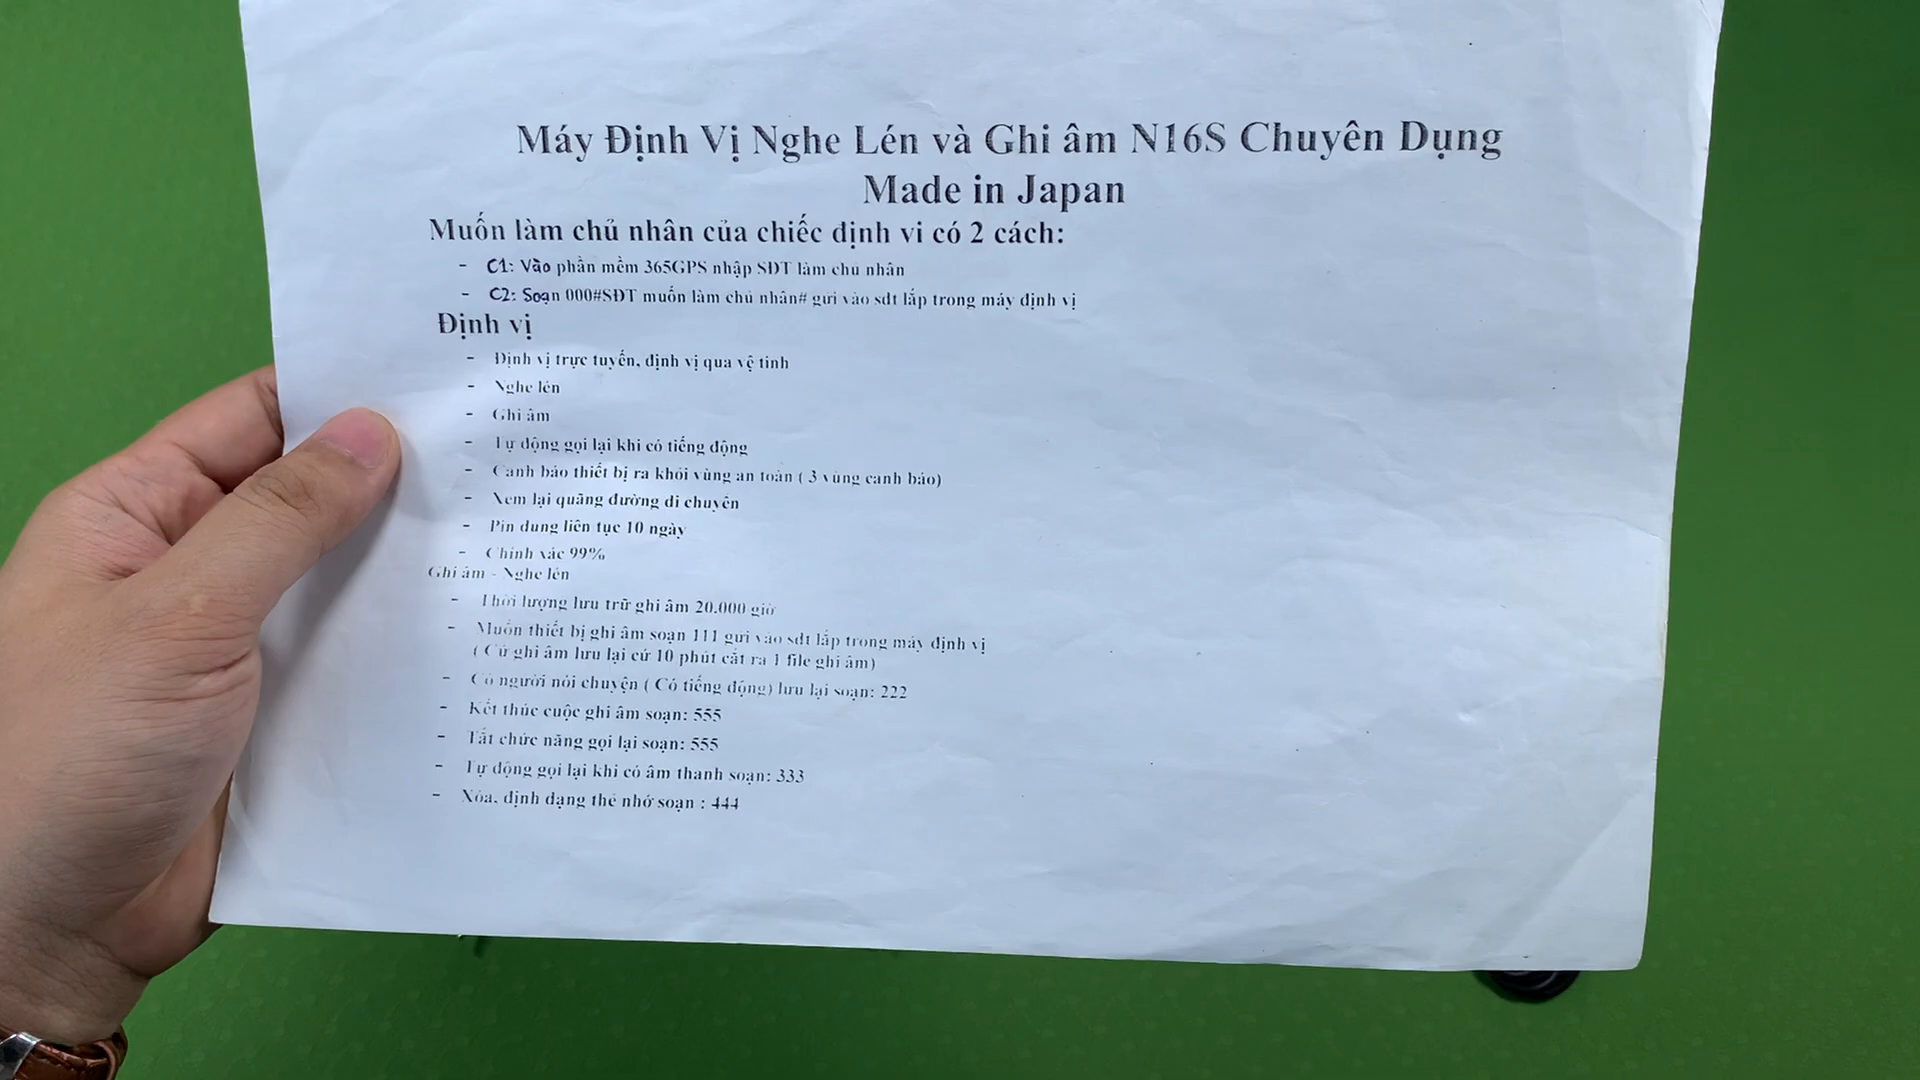 Máy Định Vị Nghe Lén và Ghi âm N16S Chuyên Dụng
Made in Japan
Muốn làm chủ nhân của chiếc định vi có 2 cách:
- C1: Vào phần mềm 365GPS nhập SĐT làm chủ nhân
- C2: Soạn 000#SĐT muốn làm chủ nhân# gửi vào sdt lắp trong máy định vị
Định vị
- Định vị trực tuyến, định vị qua vệ tinh
- Nghe lén
- Ghi âm
- Tự động gọi lại khi có tiếng động
- Canh báo thiết bị ra khỏi vùng an toàn ( 3 vùng canh báo)
- Xem lại quãng đường di chuyên
- Pin dung liên tục 10 ngày
- Chính xác 99%
Ghi âm - Nghe lén
- Thời lượng lưu trữ ghi âm 20.000 giờ
- Muốn thiết bị ghi âm soạn 111 gửi vào sdt lắp trong máy định vị
( Cứ ghi âm lưu lại cứ 10 phút cắt ra 1 file ghi âm)
- Có người nói chuyện ( Có tiếng động) lưu lại soạn: 222
- Kết thúc cuộc ghi âm soạn: 555
- Tắt chức năng gọi lại soạn: 555
- Tự động gọi lại khi có âm thanh soạn: 333
- Xóa, định dạng thẻ nhớ soạn : 444